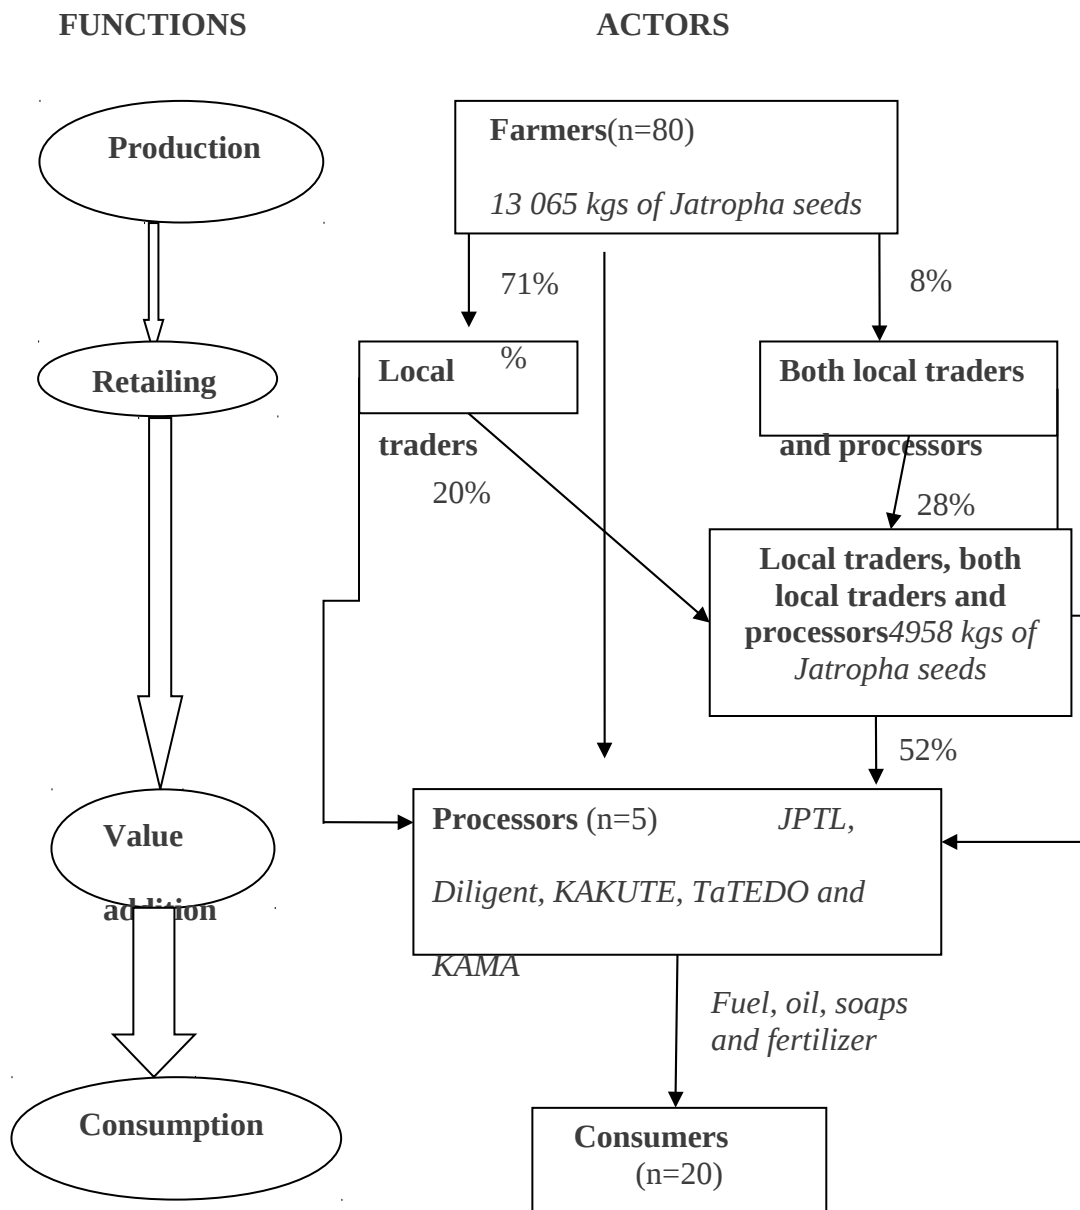 FUNCTIONS
ACTORS
Production
Farmers(n=80)
13 065 kgs of Jatropha seeds
71%
8%
%
Retailing
Local
traders
Both local traders
and processors
20%
28%
Local traders, both
local traders and
processors4958 kgs of
Jatropha seeds
52%
Value
addition
Processors (n=5) JPTL,
Diligent, KAKUTE, TaTEDO and
KAMA
Fuel, oil, soaps
and fertilizer
Consumption
Consumers
(n=20)